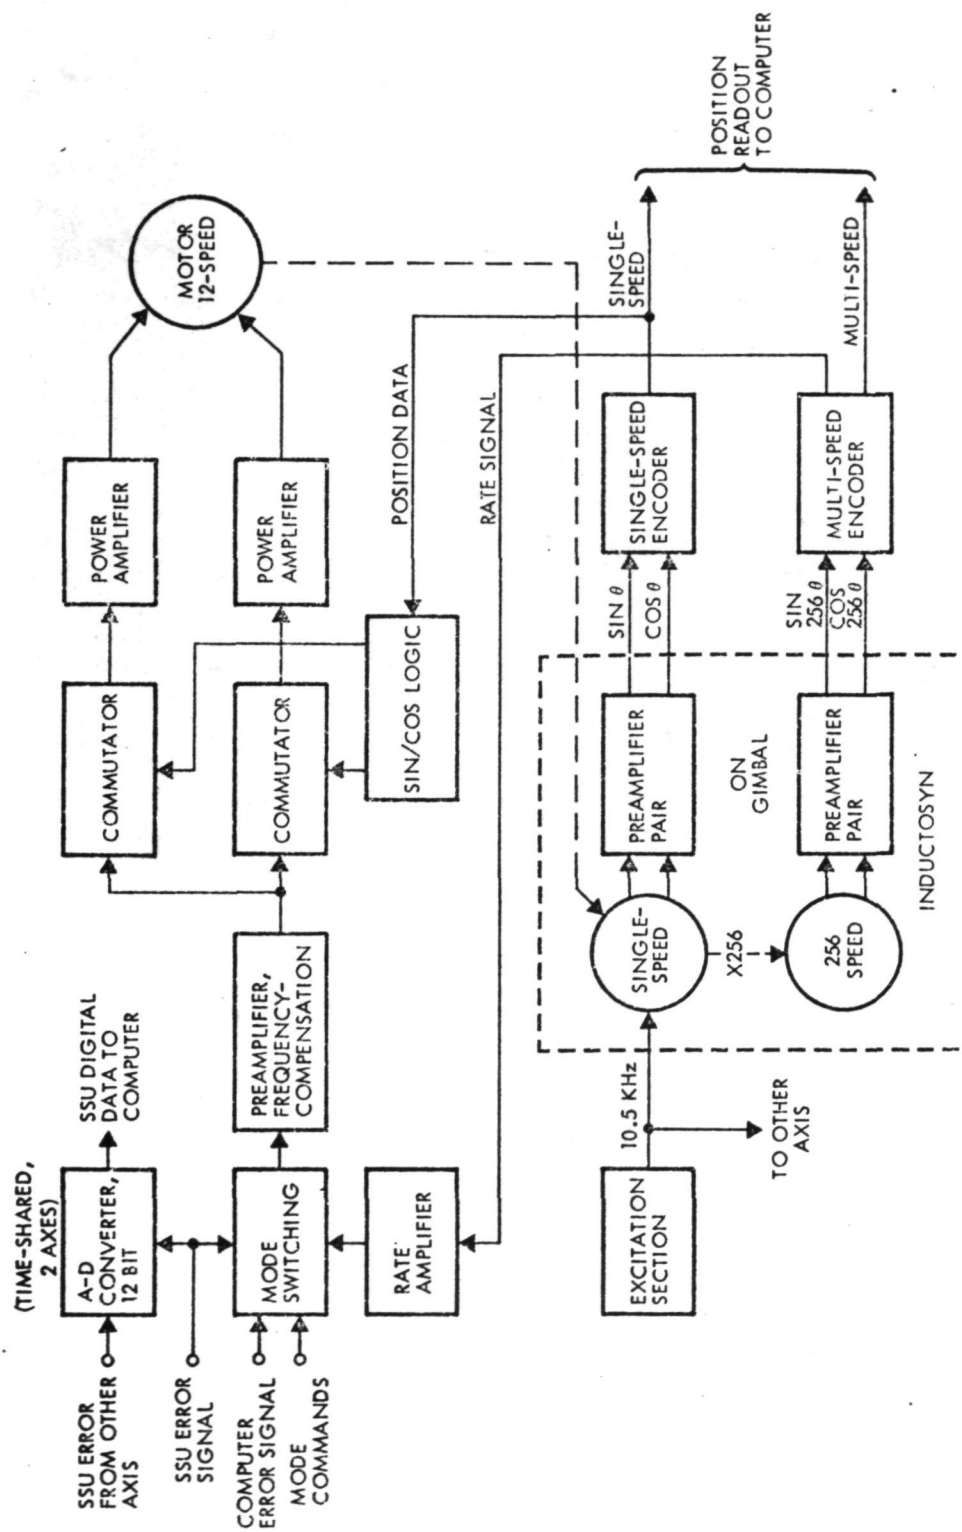 (TIME-SHARED,
2 AXES)
SSU ERROR
FROM OTHER
AXIS
A-D
CONVERTER,
12 BIT
SSU DIGITAL
DATA TO
COMPUTER
SSU ERROR
SIGNAL
COMPUTER
ERROR SIGNAL
MODE
COMMANDS
MODE
SWITCHING
PREAMPLIFIER,
FREQUENCY-
COMPENSATION
RATE
AMPLIFIER
COMMUTATOR
COMMUTATOR
SIN/COS LOGIC
POWER
AMPLIFIER
POWER
AMPLIFIER
MOTOR
12-SPEED
POSITION DATA
RATE SIGNAL
EXCITATION
SECTION
10.5 KHz
TO OTHER
AXIS
SINGLE-
SPEED
X256
256
SPEED
PREAMPLIFIER
PAIR
ON
GIMBAL
PREAMPLIFIER
PAIR
INDUCTOSYN
SIN θ
COS θ
SIN
256 θ
COS
256 θ
SINGLE-SPEED
ENCODER
MULTI-SPEED
ENCODER
SINGLE-
SPEED
MULTI-SPEED
POSITION
READOUT
TO COMPUTER